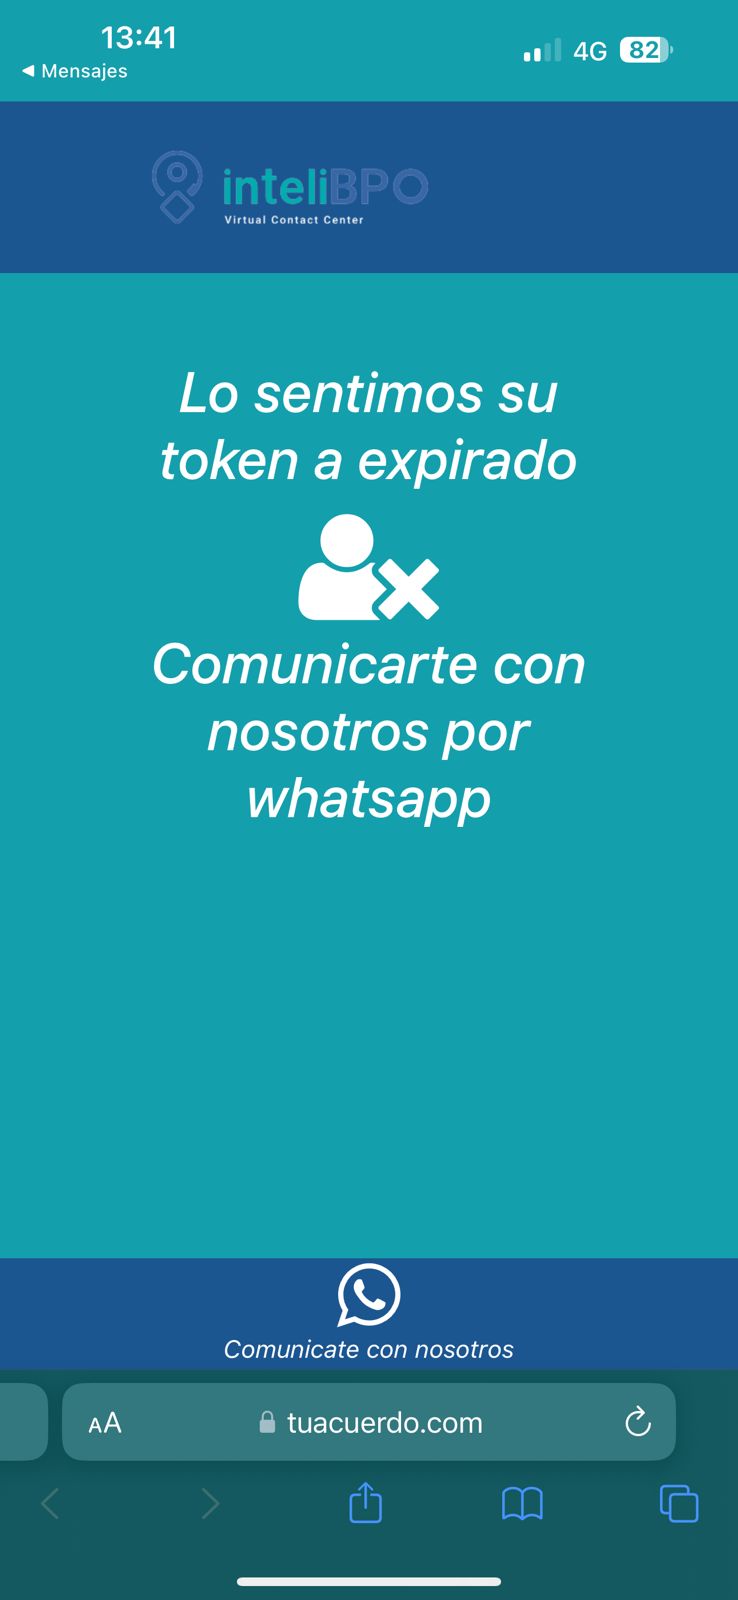 13:41
4G 82
◀ Mensajes
inteliBPO
Virtual Contact Center
Lo sentimos su
token a expirado
Comunicarte con
nosotros por
whatsapp
Comunicate con nosotros
AA tuacuerdo.com